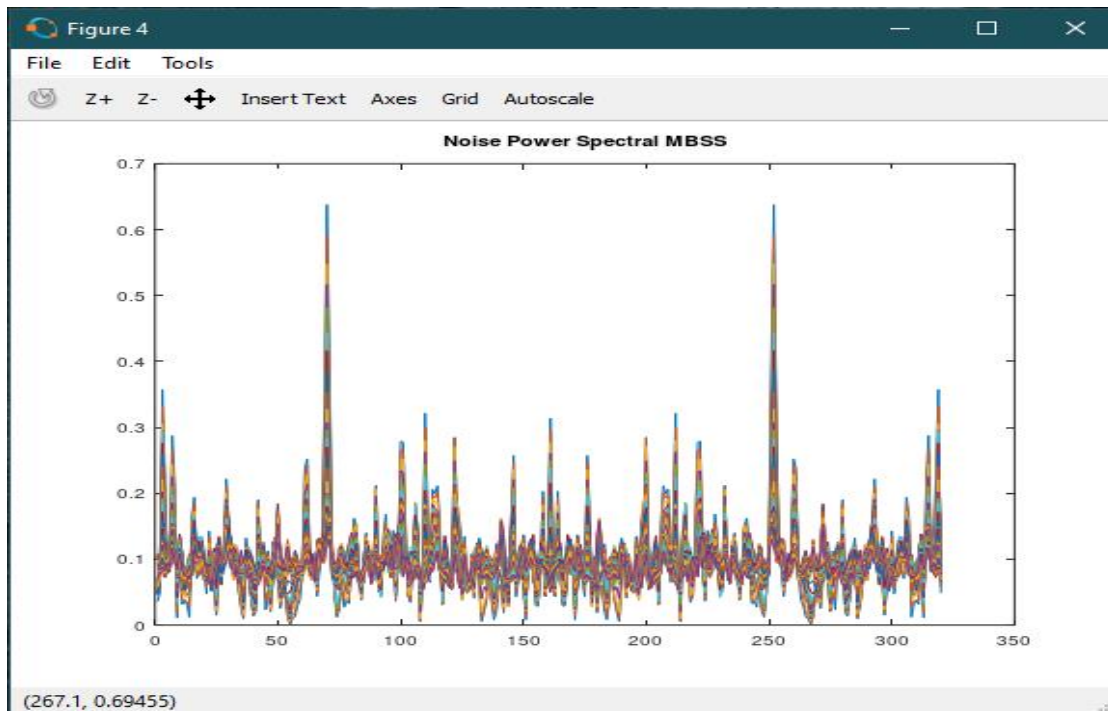 Figure 4
File Edit Tools
Z+ Z- Insert Text Axes Grid Autoscale
Noise Power Spectral MBSS
0.7
0.6
0.5
0.4
0.3
0.2
0.1
0
0 50 100 150 200 250 300 350
(267.1, 0.69455)